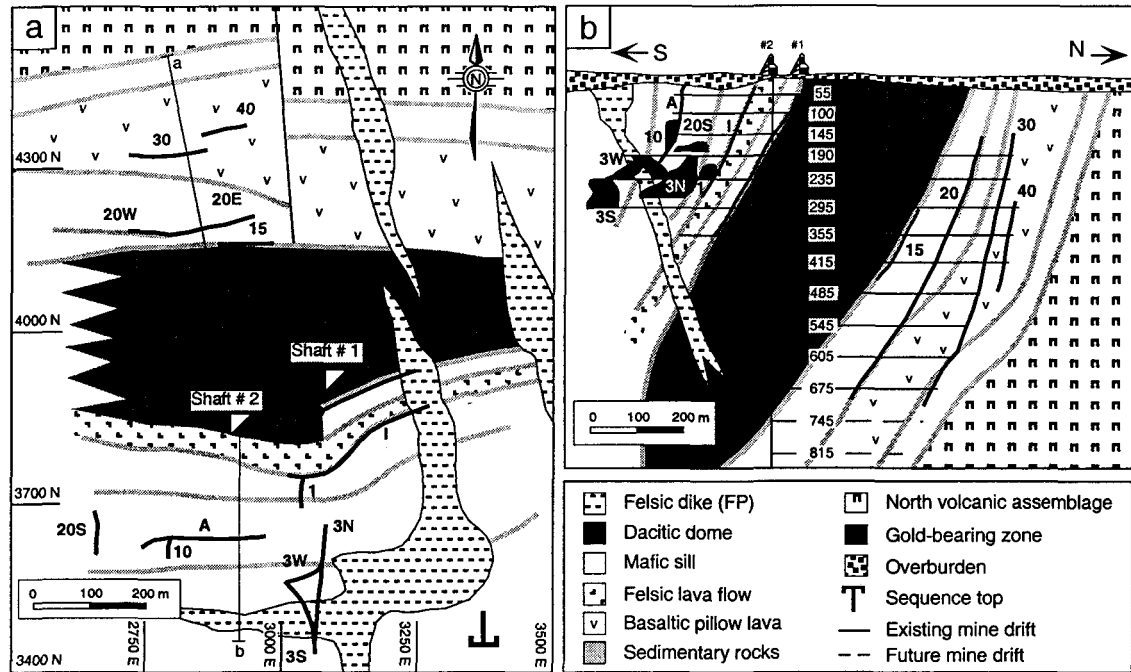 a
N
a
40
30
4300 N
20E
20W
15
4000 N
Shaft # 1
Shaft # 2
I
1
3700 N
3N
20S
A
10
3W
0 100 200 m
2750 E
3000 E
3250 E
3500 E
3400 N
3S
b
b
S
#2 #1
N
A
10
20S
I
3W
3N
1
3S
55
100
145
190
235
295
355
415
485
545
605
675
745
815
30
20
40
15
0 100 200 m
Felsic dike (FP)
Dacitic dome
Mafic sill
Felsic lava flow
Basaltic pillow lava
Sedimentary rocks
North volcanic assemblage
Gold-bearing zone
Overburden
Sequence top
Existing mine drift
Future mine drift